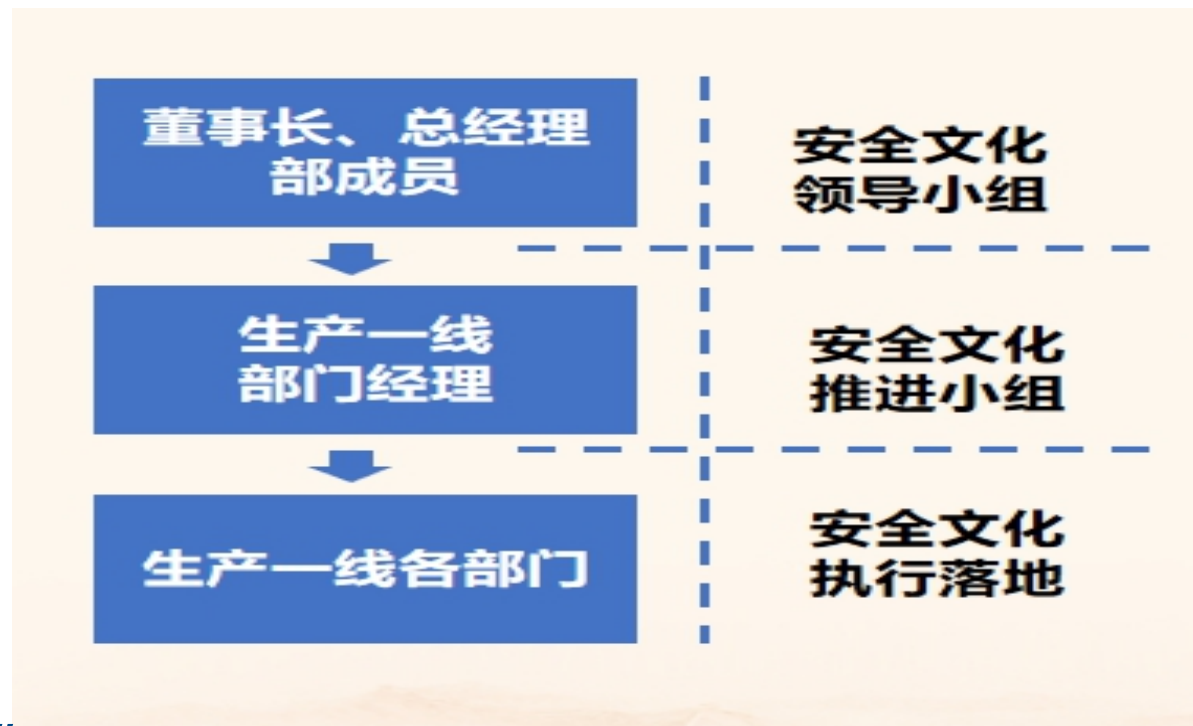 董事长、总经理
部成员
安全文化
领导小组
生产一线
部门经理
安全文化
推进小组
生产一线各部门
安全文化
执行落地